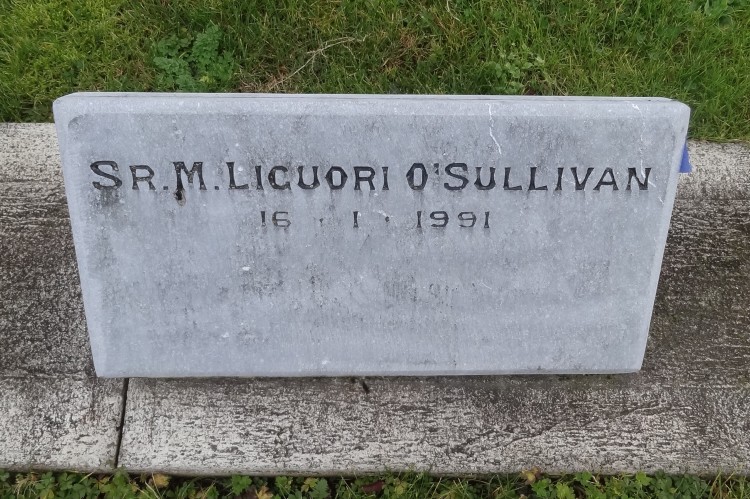 SR. M. LIGUORI O'SULLIVAN
16 · 1 · 1991